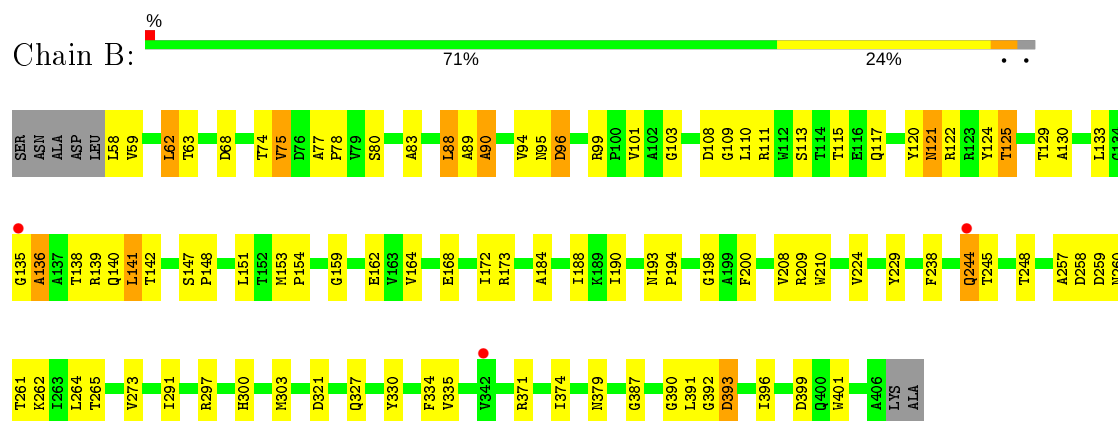 %
Chain B:
71% 24% • •
SER ASN ALA ASP LEU L58 V59 L62 T63 D68 T74 V75 D76 A77 P78 V79 S80 A83 L88 A89 A90 V94 N95 D96 R99 P100 V101 A102 G103 D108 G109 L110 R111 W112 S113 T114 T115 E116 Q117 Y120 N121 R122 R123 Y124 T125 T129 A130 L133 G134
G135 A136 A137 T138 R139 Q140 L141 T142 S147 P148 L151 T152 M153 P154 G159 E162 V163 V164 E168 I172 R173 A184 I188 K189 I190 N193 P194 G198 A199 F200 V208 R209 W210 V224 Y229 F238 Q244 T245 T248 A257 D258 D259 N260
T261 K262 I263 L264 T265 V273 I291 R297 H300 M303 D321 Q327 Y330 F334 V335 V342 R371 I374 N379 G387 G390 L391 G392 D393 I396 D399 Q400 W401 A406 LYS ALA